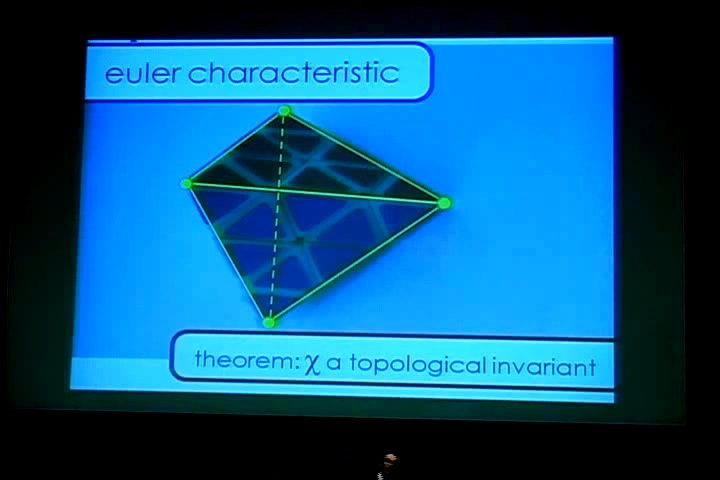 euler characteristic
theorem: χ a topological invariant